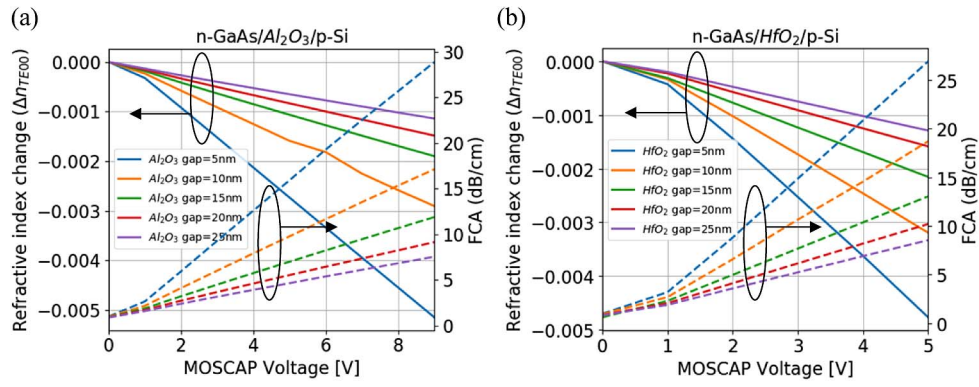 (a)
n-GaAs/Al2O3/p-Si
Refractive index change (ΔnTE00)
0.000
−0.001
−0.002
−0.003
−0.004
−0.005
Al2O3 gap=5nm
Al2O3 gap=10nm
Al2O3 gap=15nm
Al2O3 gap=20nm
Al2O3 gap=25nm
30
25
20
15
10
5
0
FCA (dB/cm)
0 2 4 6 8
MOSCAP Voltage [V]
(b)
n-GaAs/HfO2/p-Si
Refractive index change (ΔnTE00)
0.000
−0.001
−0.002
−0.003
−0.004
−0.005
HfO2 gap=5nm
HfO2 gap=10nm
HfO2 gap=15nm
HfO2 gap=20nm
HfO2 gap=25nm
25
20
15
10
5
0
FCA (dB/cm)
0 1 2 3 4 5
MOSCAP Voltage [V]